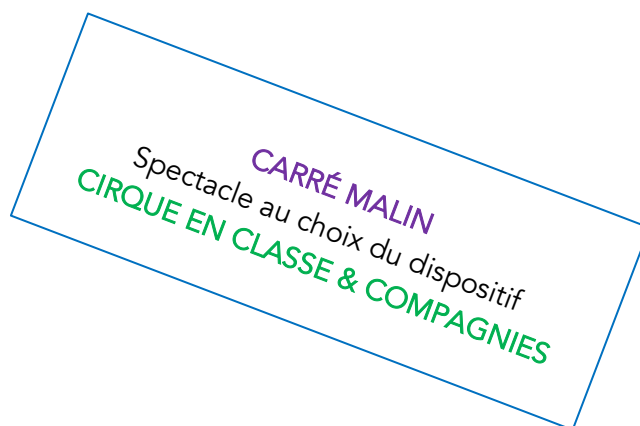 CARRÉ MALIN
Spectacle au choix du dispositif
CIRQUE EN CLASSE & COMPAGNIES